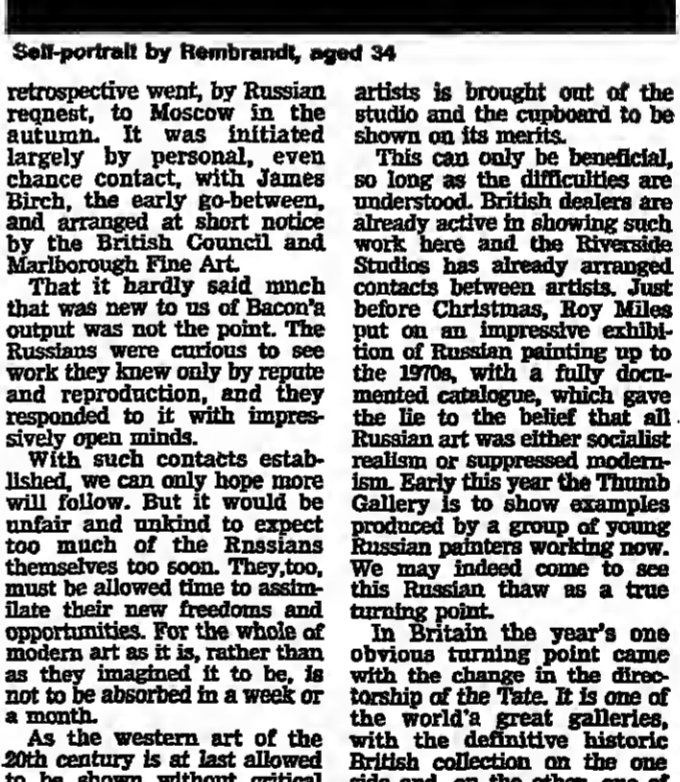 Self-portrait by Rembrandt, aged 34
retrospective went, by Russian
request, to Moscow in the
autumn. It was initiated
largely by personal, even
chance contact, with James
Birch, the early go-between,
and arranged at short notice
by the British Council and
Marlborough Fine Art.
That it hardly said much
that was new to us of Bacon's
output was not the point. The
Russians were curious to see
work they knew only by repute
and reproduction, and they
responded to it with impres-
sively open minds.
With such contacts estab-
lished, we can only hope more
will follow. But it would be
unfair and unkind to expect
too much of the Russians
themselves too soon. They,too,
must be allowed time to assim-
ilate their new freedoms and
opportunities. For the whole of
modern art as it is, rather than
as they imagined it to be, is
not to be absorbed in a week or
a month.
As the western art of the
20th century is at last allowed
to be shown without critical
artists is brought out of the
studio and the cupboard to be
shown on its merits.
This can only be beneficial,
so long as the difficulties are
understood. British dealers are
already active in showing such
work here and the Riverside
Studios has already arranged
contacts between artists. Just
before Christmas, Roy Miles
put on an impressive exhibi-
tion of Russian painting up to
the 1970s, with a fully docu-
mented catalogue, which gave
the lie to the belief that all
Russian art was either socialist
realism or suppressed modern-
ism. Early this year the Thumb
Gallery is to show examples
produced by a group of young
Russian painters working now.
We may indeed come to see
this Russian thaw as a true
turning point.
In Britain the year's one
obvious turning point came
with the change in the direc-
torship of the Tate. It is one of
the world's great galleries,
with the definitive historic
British collection on the one
side and, on the other, one of